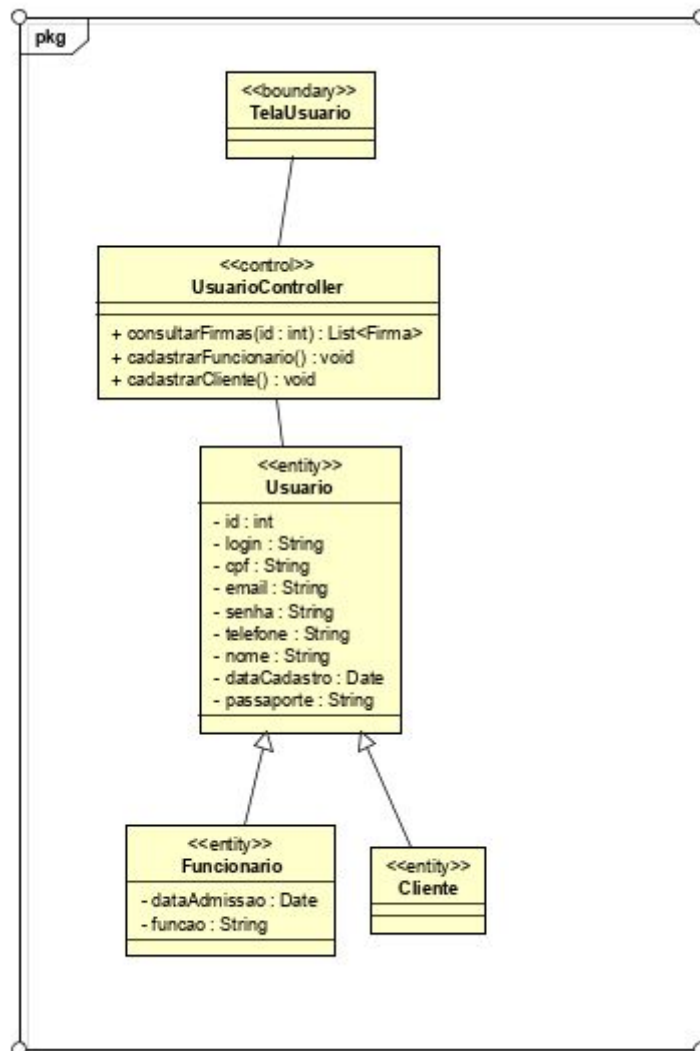 pkg
<<boundary>>
TelaUsuario
<<control>>
UsuarioController
+ consultarFirmas(id : int) : List<Firma>
+ cadastrarFuncionario() : void
+ cadastrarCliente() : void
<<entity>>
Usuario
- id : int
- login : String
- cpf : String
- email : String
- senha : String
- telefone : String
- nome : String
- dataCadastro : Date
- passaporte : String
<<entity>>
Funcionario
- dataAdmissao : Date
- funcao : String
<<entity>>
Cliente